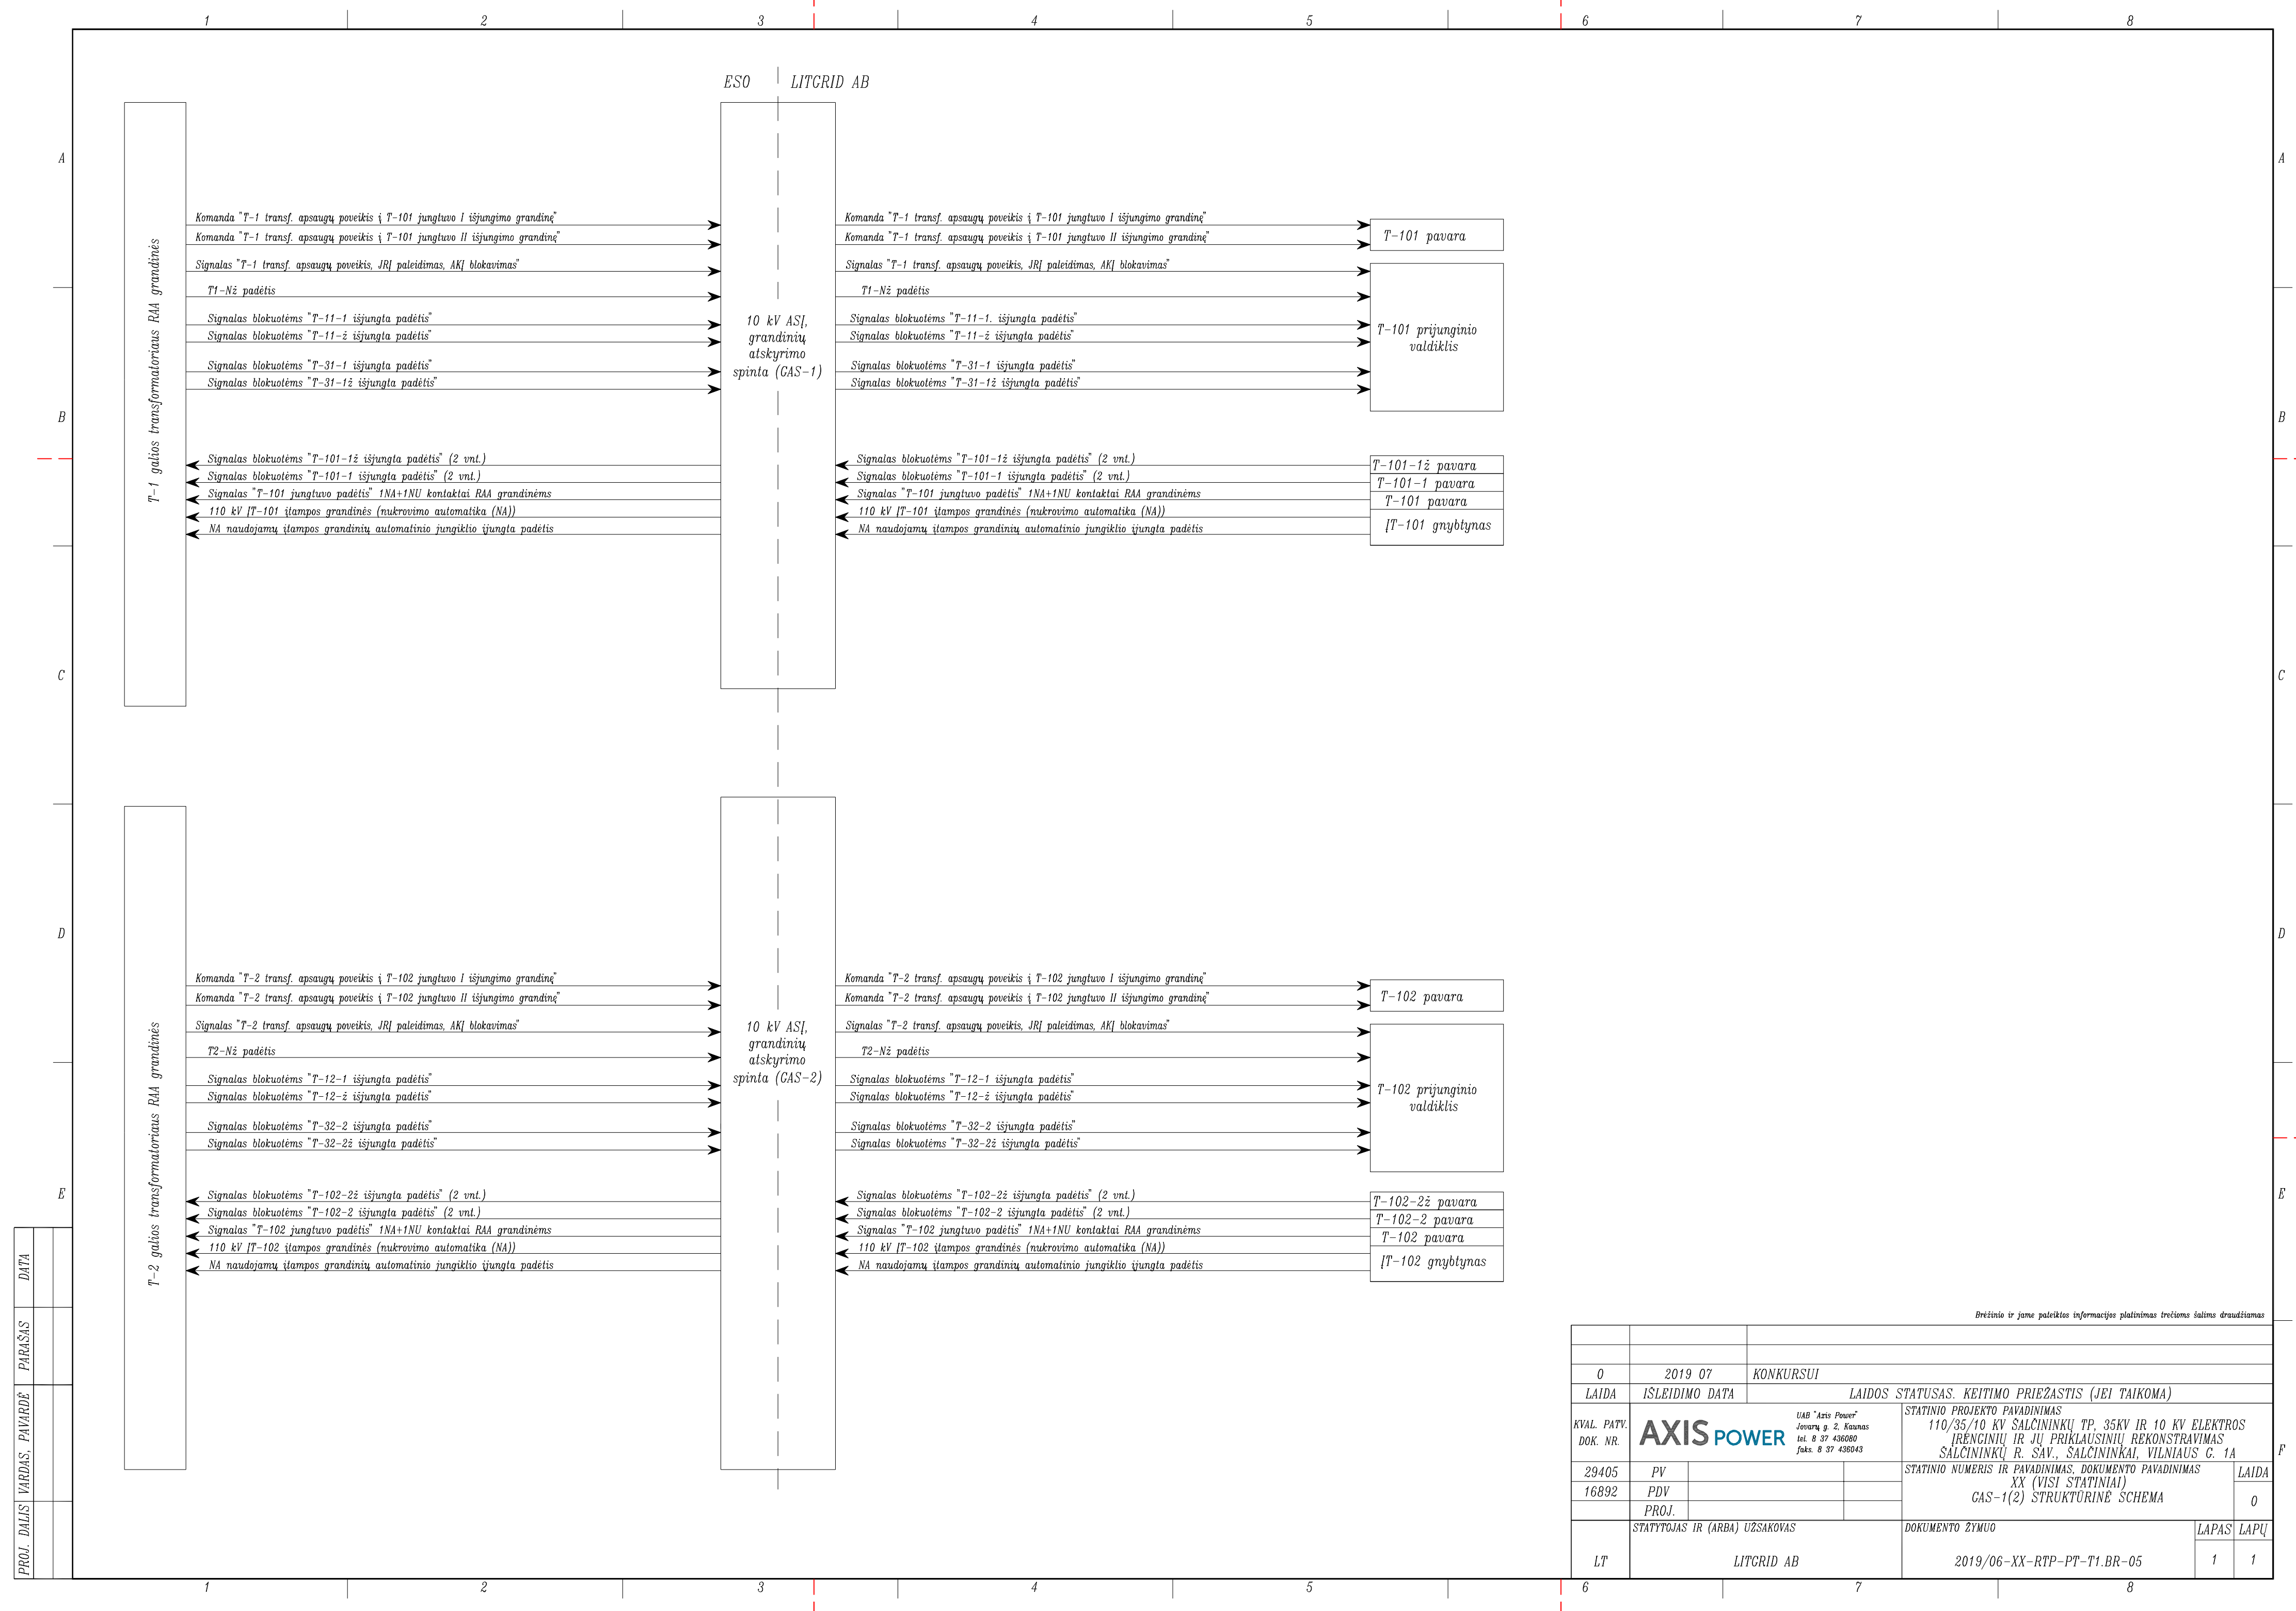 1 2 3 4 5 6 7 8
ESO LITGRID AB
A A
B B
C C
D D
E E
F
T-1 galios transformatoriaus RAA grandinės
Komanda "T-1 transf. apsaugų poveikis į T-101 jungtuvo I išjungimo grandinę"
Komanda "T-1 transf. apsaugų poveikis į T-101 jungtuvo II išjungimo grandinę"
Signalas "T-1 transf. apsaugų poveikis, JRĮ paleidimas, AKĮ blokavimas"
T1-Nž padėtis
Signalas blokuotėms "T-11-1 išjungta padėtis"
Signalas blokuotėms "T-11-ž išjungta padėtis"
Signalas blokuotėms "T-31-1 išjungta padėtis"
Signalas blokuotėms "T-31-1ž išjungta padėtis"
Signalas blokuotėms "T-101-1ž išjungta padėtis" (2 vnt.)
Signalas blokuotėms "T-101-1 išjungta padėtis" (2 vnt.)
Signalas "T-101 jungtuvo padėtis" 1NA+1NU kontaktai RAA grandinėms
110 kV ĮT-101 įtampos grandinės (nukrovimo automatika (NA))
NA naudojamų įtampos grandinių automatinio jungiklio įjungta padėtis
10 kV ASĮ,
grandinių
atskyrimo
spinta (GAS-1)
Komanda "T-1 transf. apsaugų poveikis į T-101 jungtuvo I išjungimo grandinę"
Komanda "T-1 transf. apsaugų poveikis į T-101 jungtuvo II išjungimo grandinę"
Signalas "T-1 transf. apsaugų poveikis, JRĮ paleidimas, AKĮ blokavimas"
T1-Nž padėtis
Signalas blokuotėms "T-11-1. išjungta padėtis"
Signalas blokuotėms "T-11-ž išjungta padėtis"
Signalas blokuotėms "T-31-1 išjungta padėtis"
Signalas blokuotėms "T-31-1ž išjungta padėtis"
Signalas blokuotėms "T-101-1ž išjungta padėtis" (2 vnt.)
Signalas blokuotėms "T-101-1 išjungta padėtis" (2 vnt.)
Signalas "T-101 jungtuvo padėtis" 1NA+1NU kontaktai RAA grandinėms
110 kV ĮT-101 įtampos grandinės (nukrovimo automatika (NA))
NA naudojamų įtampos grandinių automatinio jungiklio įjungta padėtis
T-101 pavara
T-101 prijunginio
valdiklis
T-101-1ž pavara
T-101-1 pavara
T-101 pavara
ĮT-101 gnybtynas
T-2 galios transformatoriaus RAA grandinės
Komanda "T-2 transf. apsaugų poveikis į T-102 jungtuvo I išjungimo grandinę"
Komanda "T-2 transf. apsaugų poveikis į T-102 jungtuvo II išjungimo grandinę"
Signalas "T-2 transf. apsaugų poveikis, JRĮ paleidimas, AKĮ blokavimas"
T2-Nž padėtis
Signalas blokuotėms "T-12-1 išjungta padėtis"
Signalas blokuotėms "T-12-ž išjungta padėtis"
Signalas blokuotėms "T-32-2 išjungta padėtis"
Signalas blokuotėms "T-32-2ž išjungta padėtis"
Signalas blokuotėms "T-102-2ž išjungta padėtis" (2 vnt.)
Signalas blokuotėms "T-102-2 išjungta padėtis" (2 vnt.)
Signalas "T-102 jungtuvo padėtis" 1NA+1NU kontaktai RAA grandinėms
110 kV ĮT-102 įtampos grandinės (nukrovimo automatika (NA))
NA naudojamų įtampos grandinių automatinio jungiklio įjungta padėtis
10 kV ASĮ,
grandinių
atskyrimo
spinta (GAS-2)
Komanda "T-2 transf. apsaugų poveikis į T-102 jungtuvo I išjungimo grandinę"
Komanda "T-2 transf. apsaugų poveikis į T-102 jungtuvo II išjungimo grandinę"
Signalas "T-2 transf. apsaugų poveikis, JRĮ paleidimas, AKĮ blokavimas"
T2-Nž padėtis
Signalas blokuotėms "T-12-1 išjungta padėtis"
Signalas blokuotėms "T-12-ž išjungta padėtis"
Signalas blokuotėms "T-32-2 išjungta padėtis"
Signalas blokuotėms "T-32-2ž išjungta padėtis"
Signalas blokuotėms "T-102-2ž išjungta padėtis" (2 vnt.)
Signalas blokuotėms "T-102-2 išjungta padėtis" (2 vnt.)
Signalas "T-102 jungtuvo padėtis" 1NA+1NU kontaktai RAA grandinėms
110 kV ĮT-102 įtampos grandinės (nukrovimo automatika (NA))
NA naudojamų įtampos grandinių automatinio jungiklio įjungta padėtis
T-102 pavara
T-102 prijunginio
valdiklis
T-102-2ž pavara
T-102-2 pavara
T-102 pavara
ĮT-102 gnybtynas
PROJ. DALIS VARDAS, PAVARDĖ PARAŠAS DATA
Brėžinio ir jame pateiktos informacijos platinimas trečioms šalims draudžiamas
0 2019 07 KONKURSUI
LAIDA IŠLEIDIMO DATA LAIDOS STATUSAS. KEITIMO PRIEŽASTIS (JEI TAIKOMA)
KVAL. PATV.
DOK. NR.
AXIS POWER
UAB "Axis Power"
Jovarų g. 2, Kaunas
tel. 8 37 436080
faks. 8 37 436043
STATINIO PROJEKTO PAVADINIMAS
110/35/10 KV ŠALČININKŲ TP, 35KV IR 10 KV ELEKTROS
ĮRENGINIŲ IR JŲ PRIKLAUSINIŲ REKONSTRAVIMAS
ŠALČININKŲ R. SAV., ŠALČININKAI, VILNIAUS G. 1A
29405 PV
16892 PDV
PROJ.
STATINIO NUMERIS IR PAVADINIMAS, DOKUMENTO PAVADINIMAS
XX (VISI STATINIAI)
GAS-1(2) STRUKTŪRINĖ SCHEMA
LAIDA
0
STATYTOJAS IR (ARBA) UŽSAKOVAS
LT LITGRID AB
DOKUMENTO ŽYMUO
2019/06-XX-RTP-PT-T1.BR-05
LAPAS LAPŲ
1 1
1 2 3 4 5 6 7 8